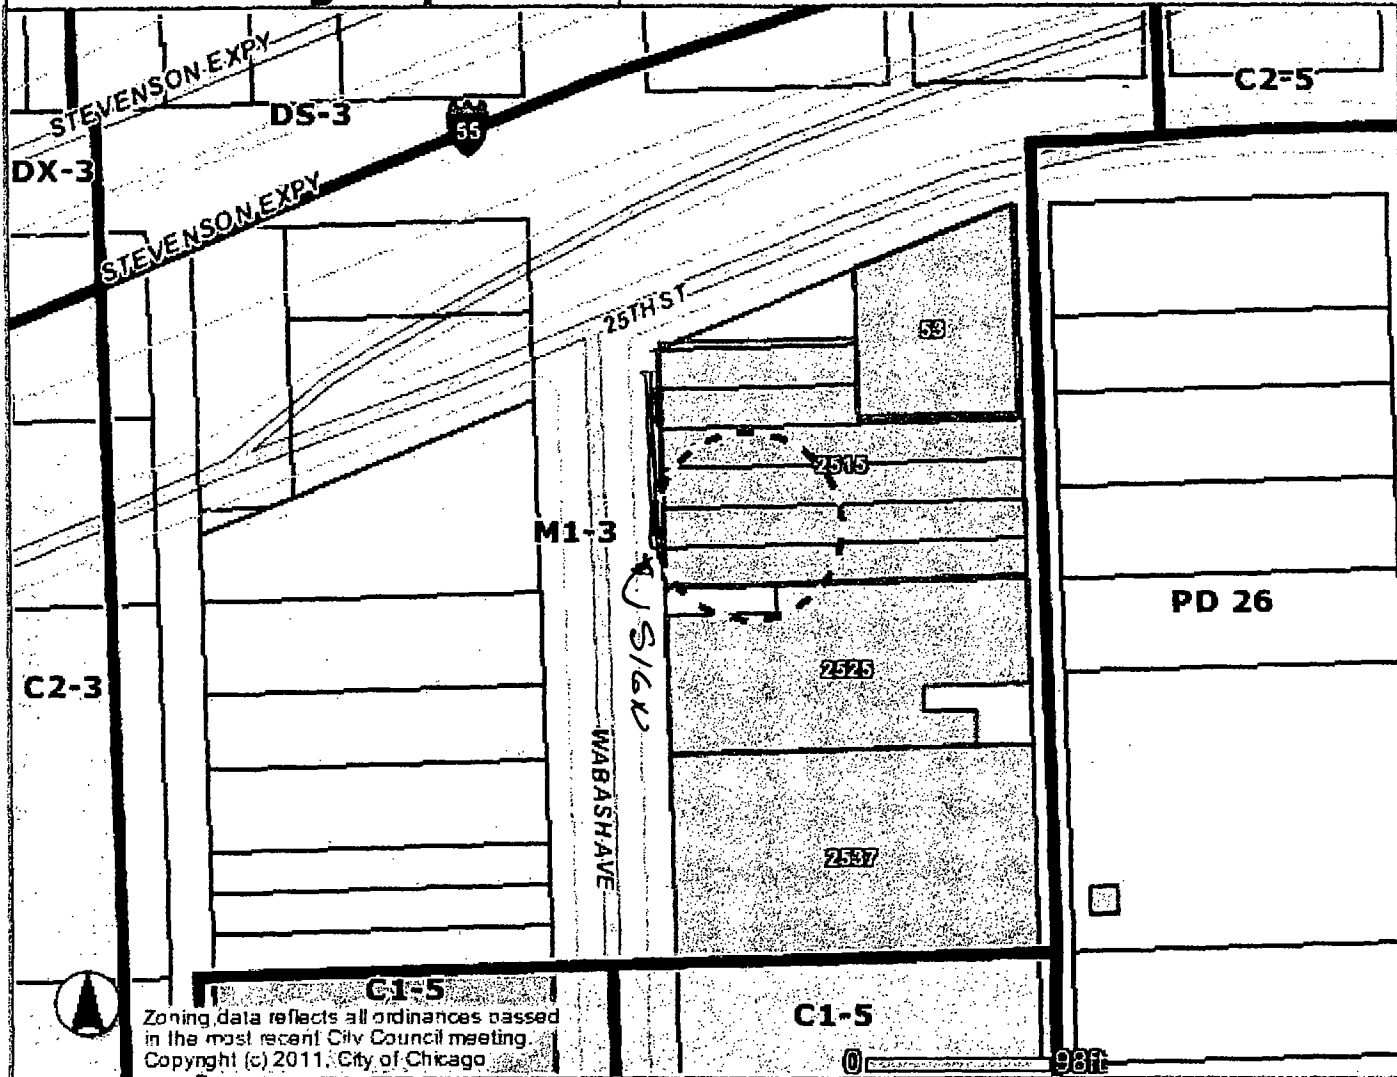 STEVENSON EXPY
DS-3
55
C2-5
DX-3
STEVENSON EXPY
25TH ST
53
2515
M1-3
PD 26
SIGN
2525
C2-3
WABASH AVE
2537
C1-5
C1-5
Zoning data reflects all ordinances passed
in the most recent City Council meeting.
Copyright (c) 2011, City of Chicago
0 98ft